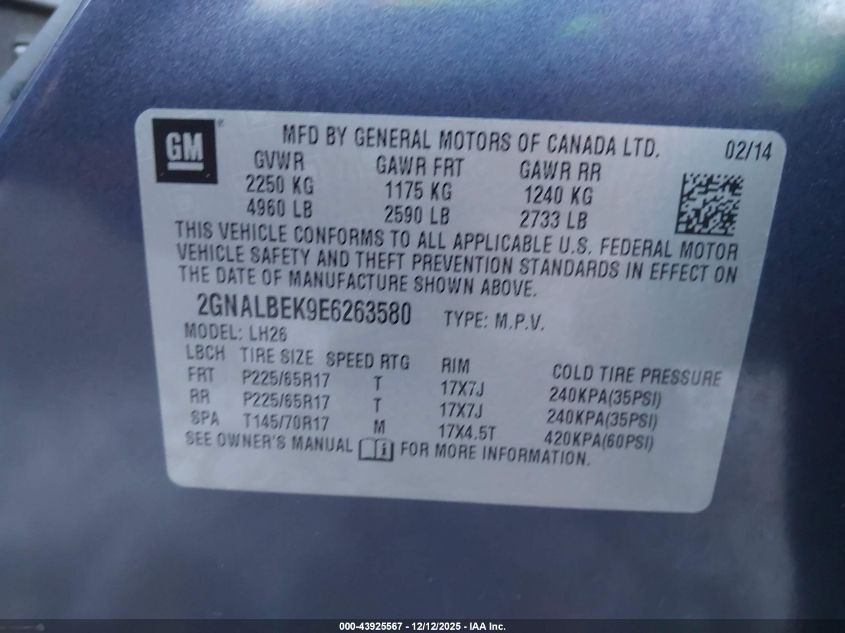 GM ®
MFD BY GENERAL MOTORS OF CANADA LTD. 02/14
GVWR GAWR FRT GAWR RR
2250 KG 1175 KG 1240 KG
4960 LB 2590 LB 2733 LB
THIS VEHICLE CONFORMS TO ALL APPLICABLE U.S. FEDERAL MOTOR
VEHICLE SAFETY AND THEFT PREVENTION STANDARDS IN EFFECT ON
THE DATE OF MANUFACTURE SHOWN ABOVE.
2GNALBEK9E6263580 TYPE: M.P.V.
MODEL: LH26
LBCH TIRE SIZE SPEED RTG RIM COLD TIRE PRESSURE
FRT P225/65R17 T 17X7J 240KPA(35PSI)
RR P225/65R17 T 17X7J 240KPA(35PSI)
SPA T145/70R17 M 17X4.5T 420KPA(60PSI)
SEE OWNER'S MANUAL FOR MORE INFORMATION.
000-43925567 - 12/12/2025 - IAA Inc.